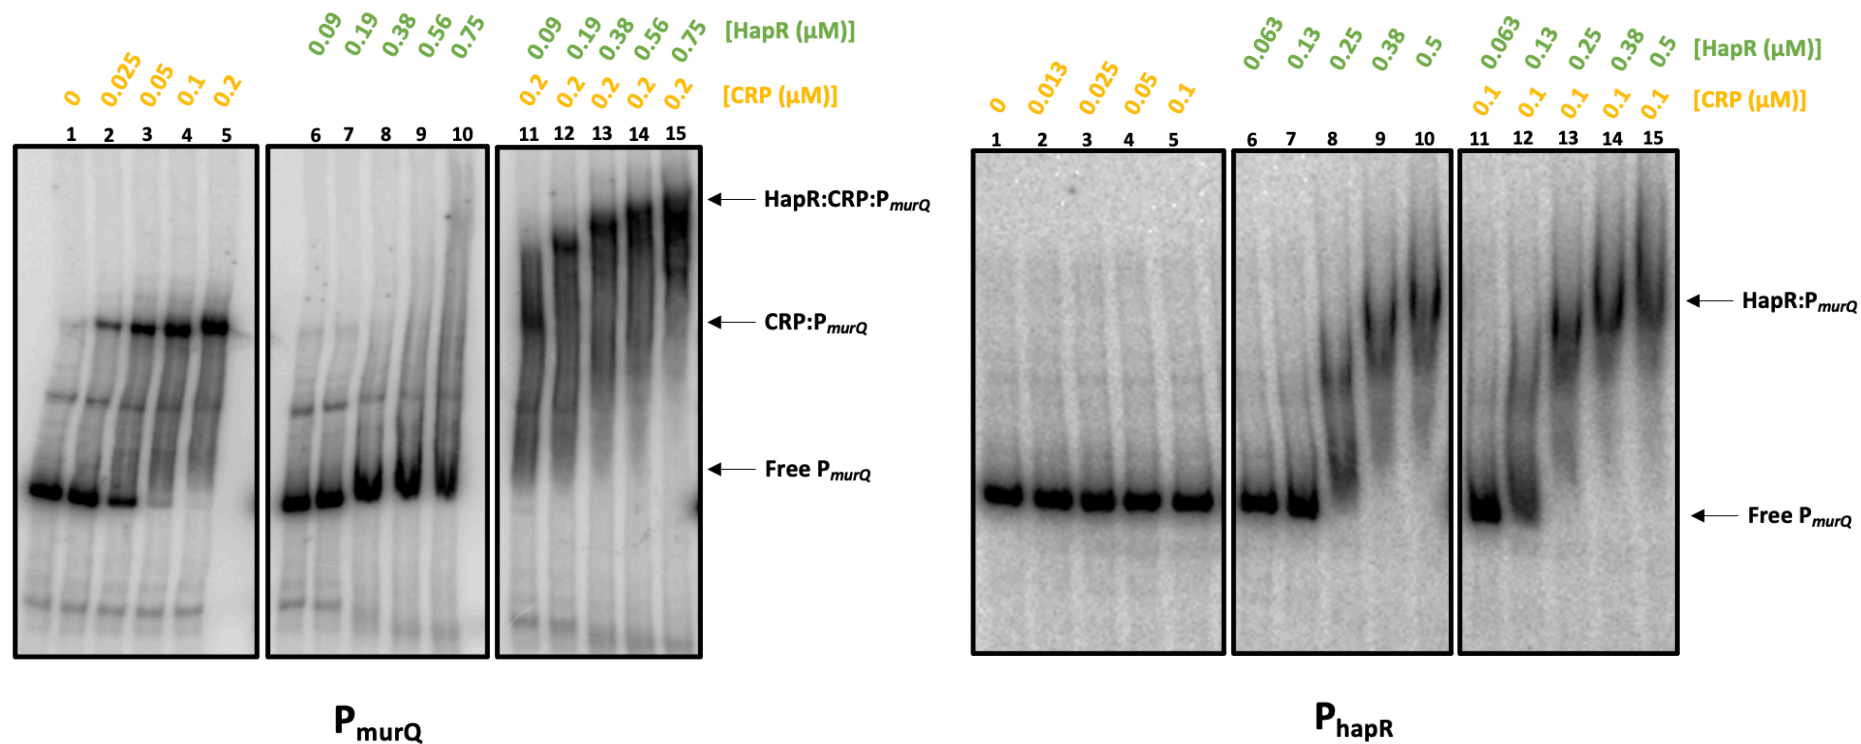 0.09 0.19 0.38 0.56 0.75 0.09 0.19 0.38 0.56 0.75 [HapR (μM)]
0 0.025 0.05 0.1 0.2 0.2 0.2 0.2 0.2 0.2 [CRP (μM)]
1 2 3 4 5 6 7 8 9 10 11 12 13 14 15
HapR:CRP:PmurQ
CRP:PmurQ
Free PmurQ
PmurQ
0.063 0.13 0.25 0.38 0.5 0.063 0.13 0.25 0.38 0.5 [HapR (μM)]
0 0.013 0.025 0.05 0.1 0.1 0.1 0.1 0.1 0.1 [CRP (μM)]
1 2 3 4 5 6 7 8 9 10 11 12 13 14 15
HapR:PmurQ
Free PmurQ
PhapR